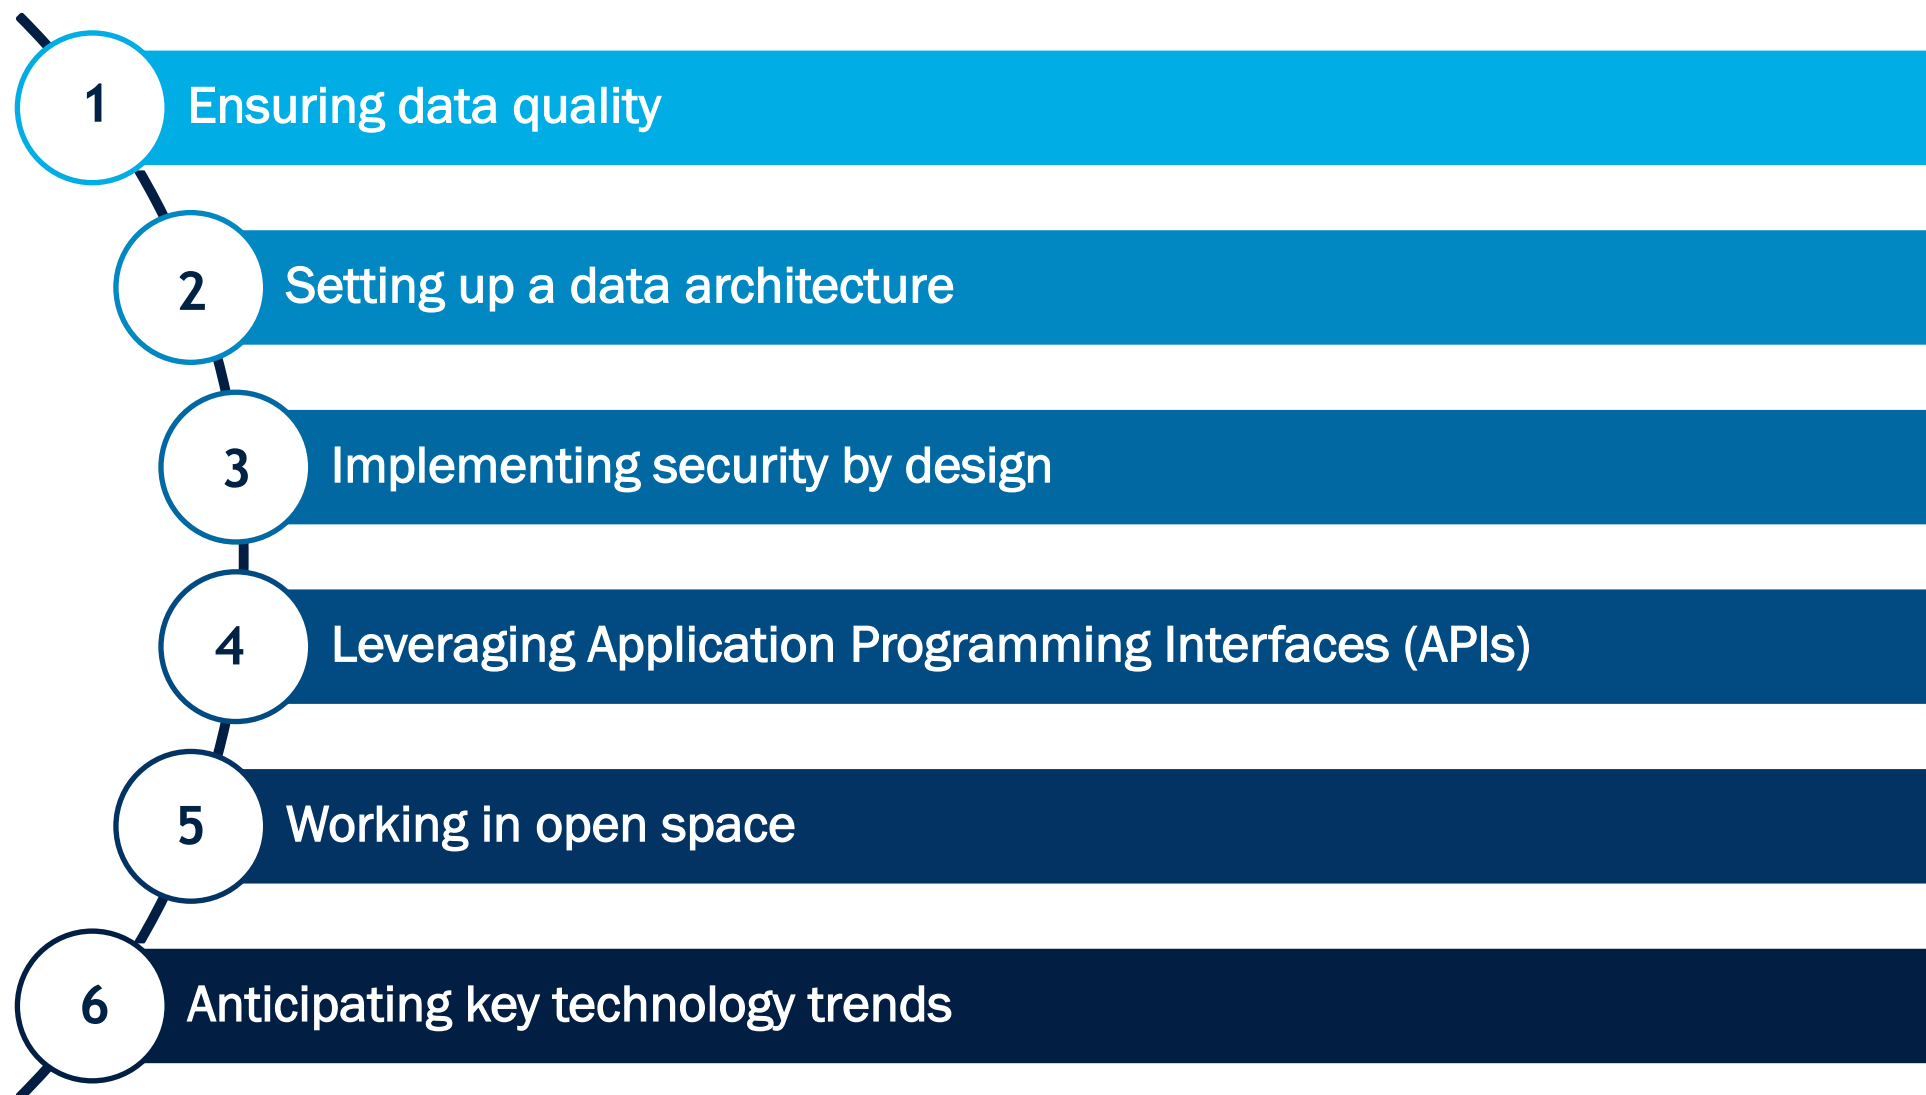 1 Ensuring data quality
2 Setting up a data architecture
3 Implementing security by design
4 Leveraging Application Programming Interfaces (APIs)
5 Working in open space
6 Anticipating key technology trends